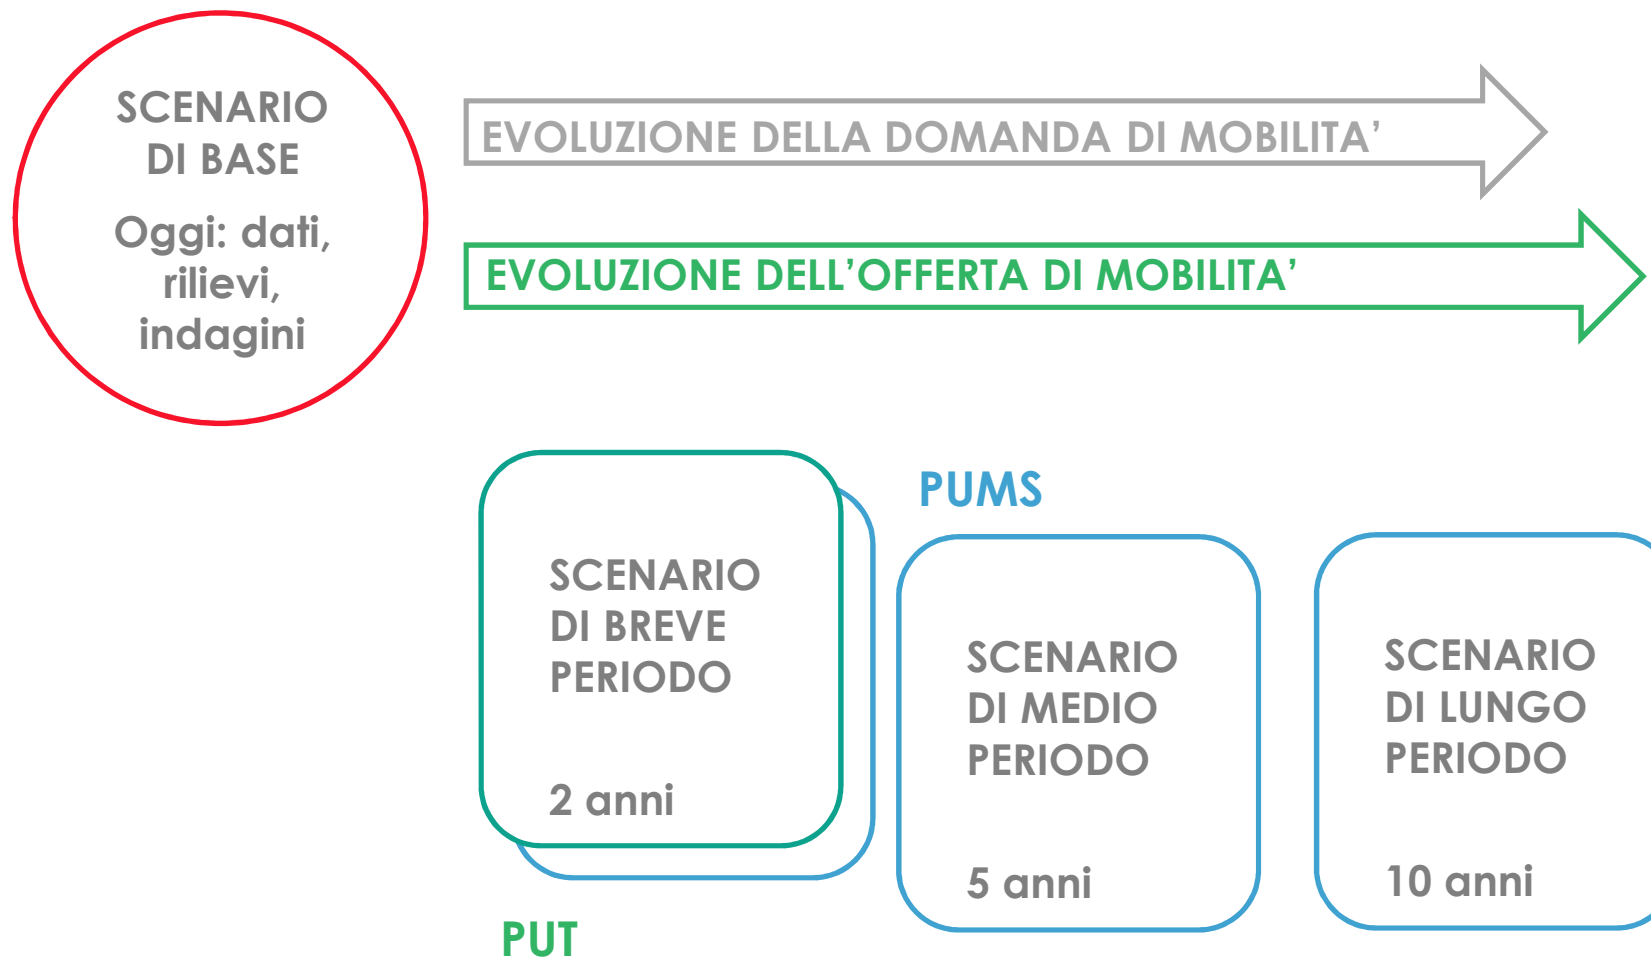 SCENARIO
DI BASE
Oggi: dati,
rilievi,
indagini
EVOLUZIONE DELLA DOMANDA DI MOBILITA’
EVOLUZIONE DELL’OFFERTA DI MOBILITA’
SCENARIO
DI BREVE
PERIODO
2 anni
PUT
PUMS
SCENARIO
DI MEDIO
PERIODO
5 anni
SCENARIO
DI LUNGO
PERIODO
10 anni